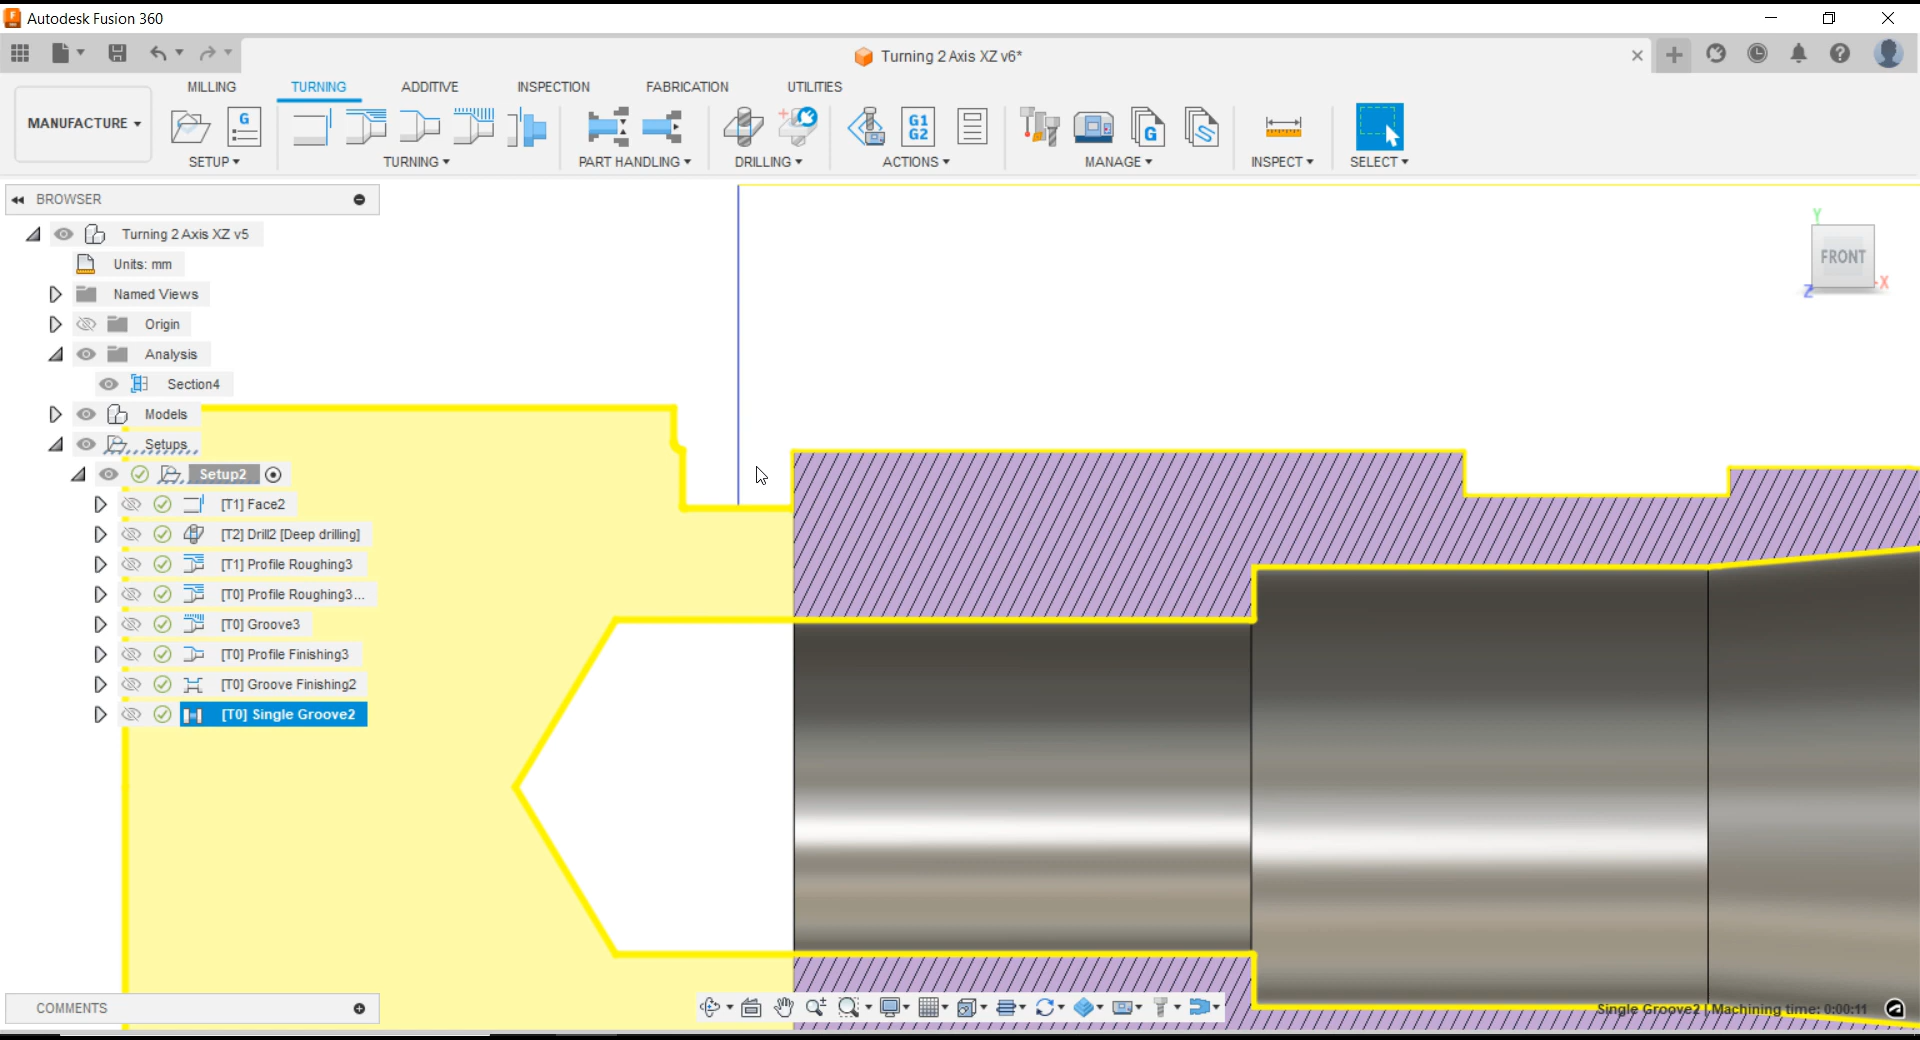 Autodesk Fusion 360
Turning 2 Axis XZ v6*
MILLING TURNING ADDITIVE INSPECTION FABRICATION UTILITIES
MANUFACTURE
G
G1
G2
G
SETUP TURNING PART HANDLING DRILLING ACTIONS MANAGE INSPECT SELECT
BROWSER
Turning 2 Axis XZ v5
Units: mm
Named Views
Origin
Analysis
Section4
Models
Setups
Setup2
[T1] Face2
[T2] Drill2 [Deep drilling]
[T1] Profile Roughing3
[T0] Profile Roughing3...
[T0] Groove3
[T0] Profile Finishing3
[T0] Groove Finishing2
[T0] Single Groove2
Y
FRONT
X
Z
COMMENTS
Single Groove2 | Machining time: 0:00:11